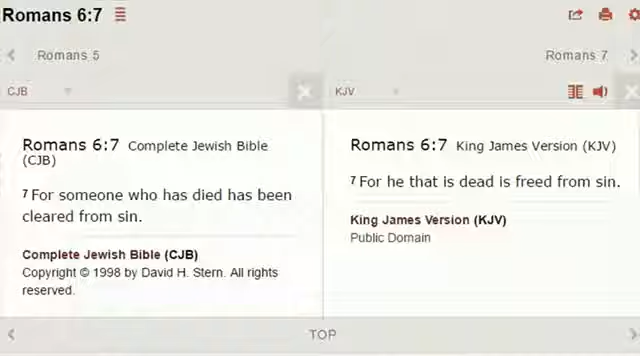 Romans 6:7
Romans 5
Romans 7
CJB
KJV
Romans 6:7 Complete Jewish Bible
(CJB)
7 For someone who has died has been
cleared from sin.
Complete Jewish Bible (CJB)
Copyright © 1998 by David H. Stern. All rights
reserved.
Romans 6:7 King James Version (KJV)
7 For he that is dead is freed from sin.
King James Version (KJV)
Public Domain
TOP